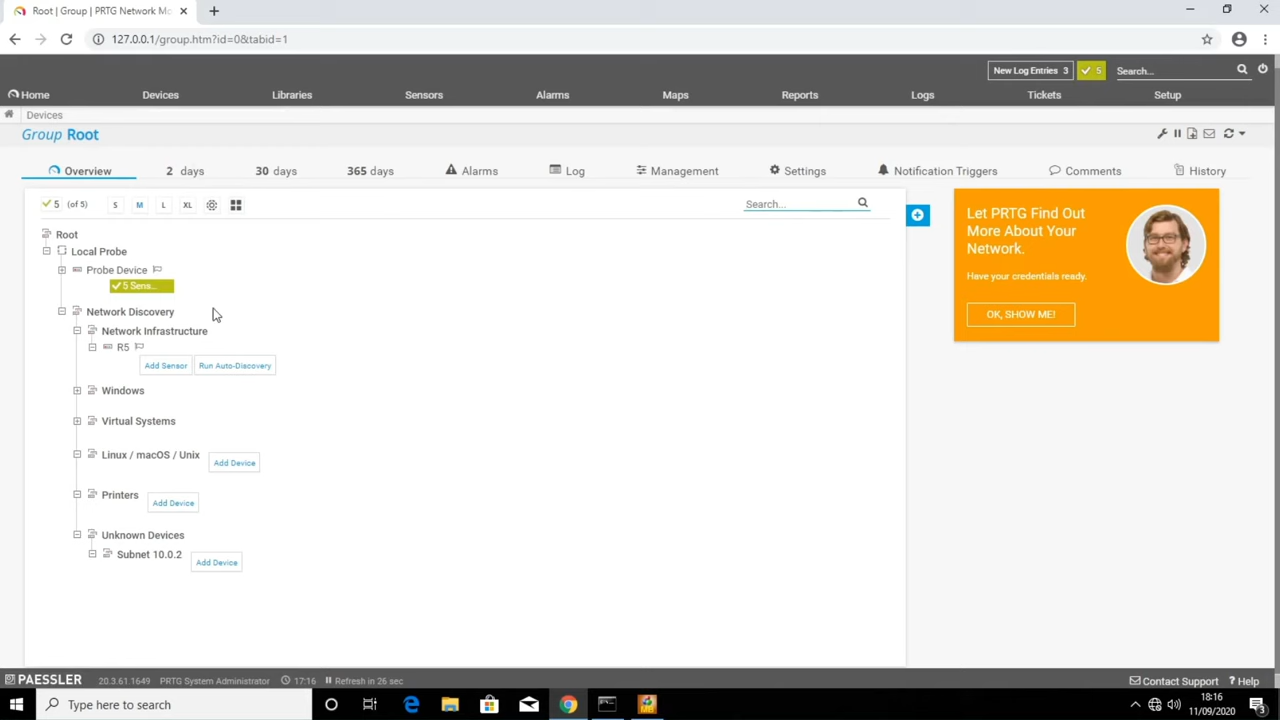 Root | Group | PRTG Network Mo
127.0.0.1/group.htm?id=0&tabid=1
New Log Entries 3
5
Search...
Home Devices Libraries Sensors Alarms Maps Reports Logs Tickets Setup
Devices
Group Root
Overview 2 days 30 days 365 days Alarms Log Management Settings Notification Triggers Comments History
5 (of 5) S M L XL
Search...
Root
Local Probe
Probe Device
5 Sens...
Network Discovery
Network Infrastructure
R5
Add Sensor Run Auto-Discovery
Windows
Virtual Systems
Linux / macOS / Unix Add Device
Printers Add Device
Unknown Devices
Subnet 10.0.2 Add Device
Let PRTG Find Out
More About Your
Network.
Have your credentials ready.
OK, SHOW ME!
PAESSLER 20.3.61.1649 PRTG System Administrator 17:16 Refresh in 26 sec Contact Support ? Help
Type here to search
18:16
11/09/2020
3